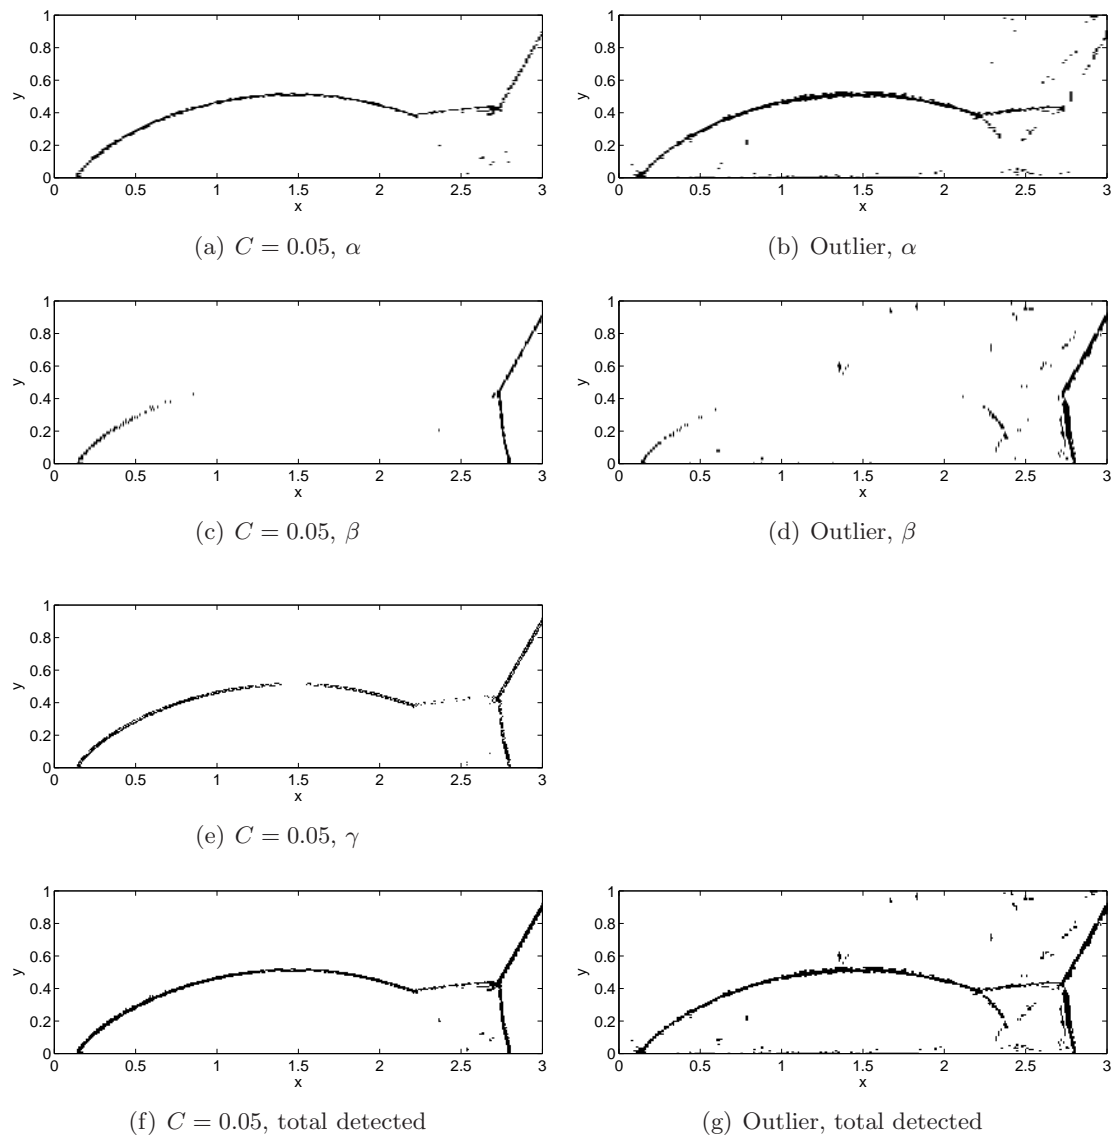 1
0.8
0.6
y
0.4
0.2
0
0 0.5 1 1.5 2 2.5 3
x
(a) C = 0.05, α
1
0.8
0.6
y
0.4
0.2
0
0 0.5 1 1.5 2 2.5 3
x
(b) Outlier, α
1
0.8
0.6
y
0.4
0.2
0
0 0.5 1 1.5 2 2.5 3
x
(c) C = 0.05, β
1
0.8
0.6
y
0.4
0.2
0
0 0.5 1 1.5 2 2.5 3
x
(d) Outlier, β
1
0.8
0.6
y
0.4
0.2
0
0 0.5 1 1.5 2 2.5 3
x
(e) C = 0.05, γ
1
0.8
0.6
y
0.4
0.2
0
0 0.5 1 1.5 2 2.5 3
x
(f) C = 0.05, total detected
1
0.8
0.6
y
0.4
0.2
0
0 0.5 1 1.5 2 2.5 3
x
(g) Outlier, total detected